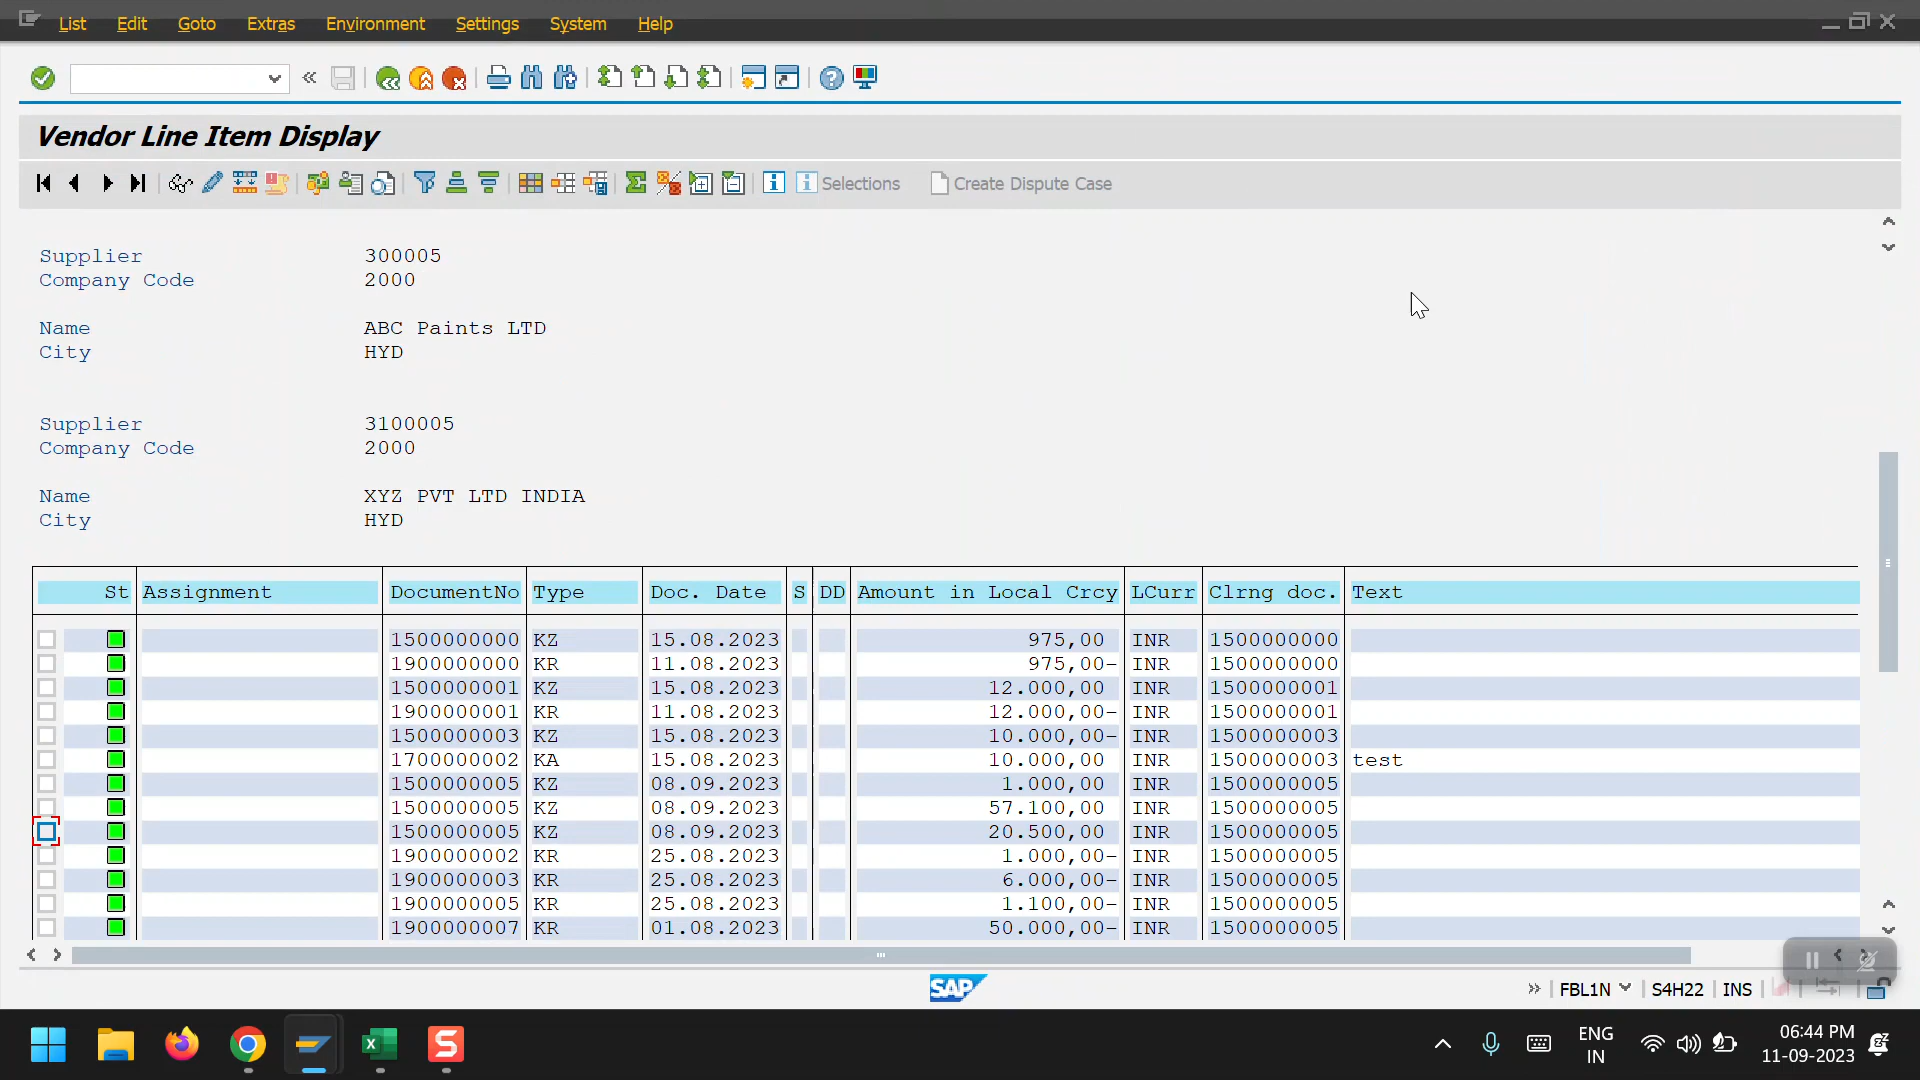 List Edit Goto Extras Environment Settings System Help
Vendor Line Item Display
Selections Create Dispute Case
Supplier 300005
Company Code 2000
Name ABC Paints LTD
City HYD
Supplier 3100005
Company Code 2000
Name XYZ PVT LTD INDIA
City HYD
St Assignment DocumentNo Type Doc. Date S DD Amount in Local Crcy LCurr Clrng doc. Text
1500000000 KZ 15.08.2023 975,00 INR 1500000000
1900000000 KR 11.08.2023 975,00- INR 1500000000
1500000001 KZ 15.08.2023 12.000,00 INR 1500000001
1900000001 KR 11.08.2023 12.000,00- INR 1500000001
1500000003 KZ 15.08.2023 10.000,00- INR 1500000003
1700000002 KA 15.08.2023 10.000,00 INR 1500000003 test
1500000005 KZ 08.09.2023 1.000,00 INR 1500000005
1500000005 KZ 08.09.2023 57.100,00 INR 1500000005
1500000005 KZ 08.09.2023 20.500,00 INR 1500000005
1900000002 KR 25.08.2023 1.000,00- INR 1500000005
1900000003 KR 25.08.2023 6.000,00- INR 1500000005
1900000005 KR 25.08.2023 1.100,00- INR 1500000005
1900000007 KR 01.08.2023 50.000,00- INR 1500000005
SAP
FBL1N S4H22 INS
ENG 06:44 PM
IN 11-09-2023